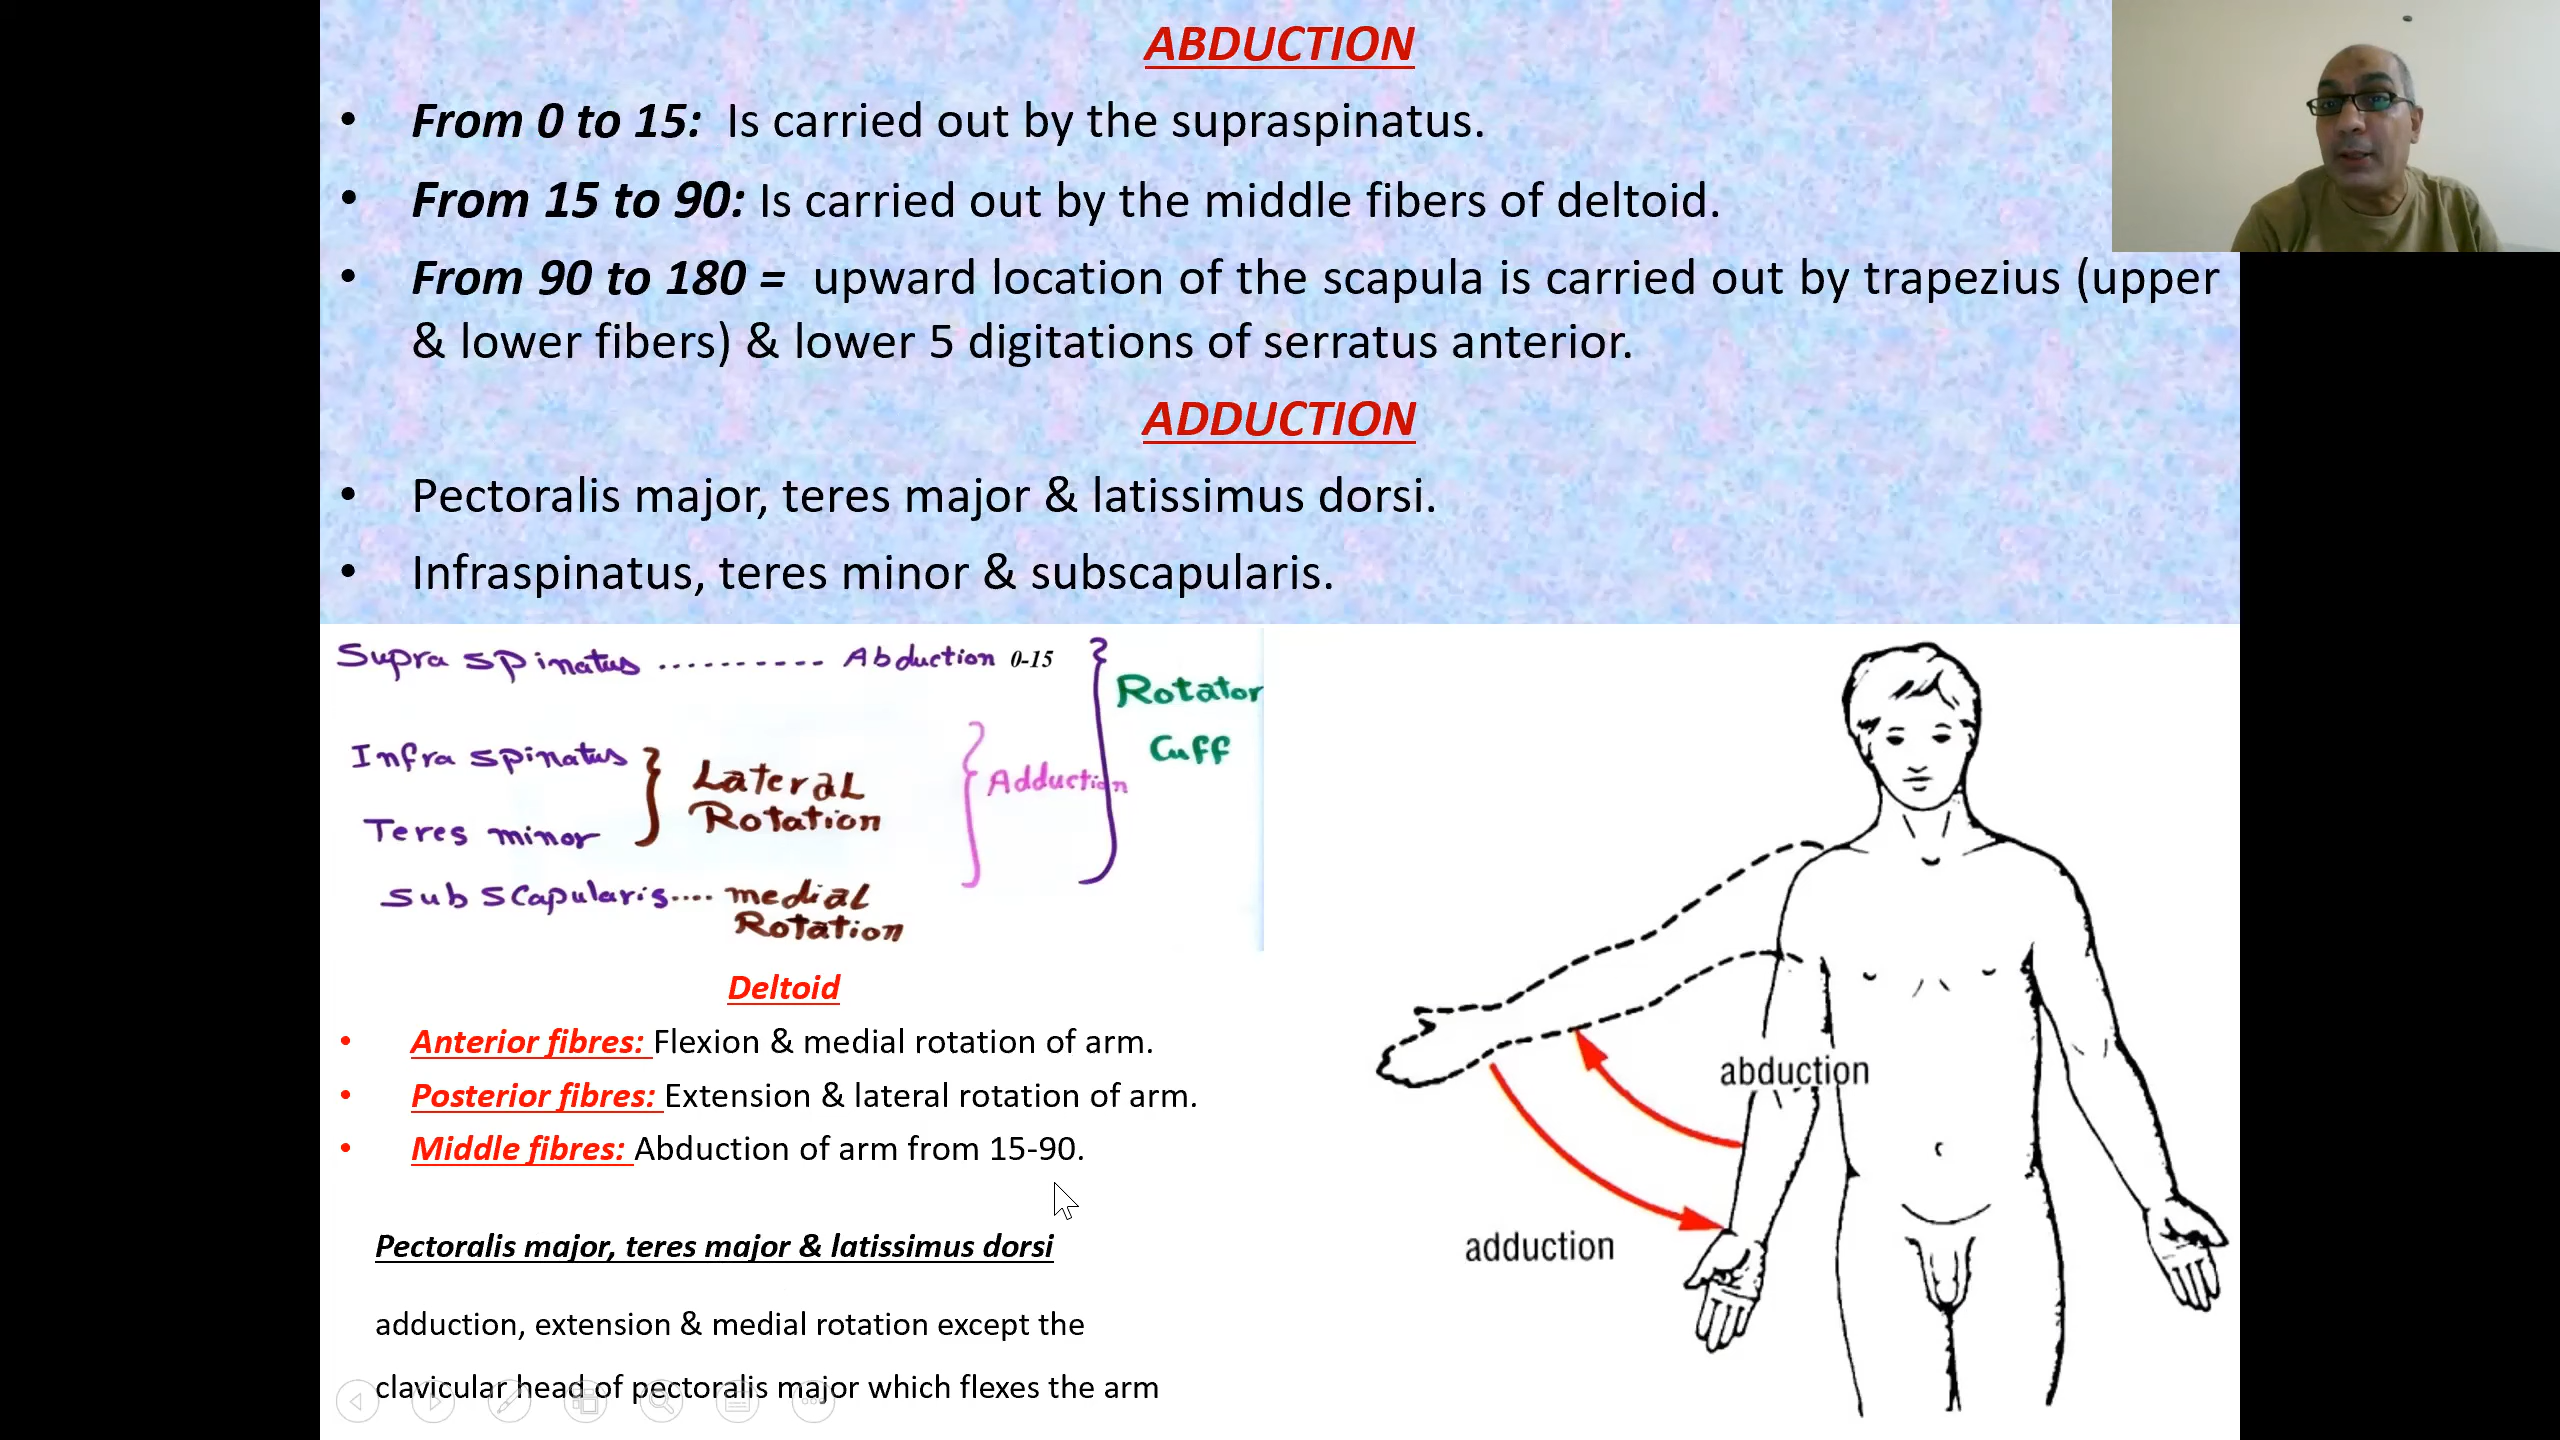 ABDUCTION
• From 0 to 15: Is carried out by the supraspinatus.
• From 15 to 90: Is carried out by the middle fibers of deltoid.
• From 90 to 180 = upward location of the scapula is carried out by trapezius (upper
& lower fibers) & lower 5 digitations of serratus anterior.
ADDUCTION
• Pectoralis major, teres major & latissimus dorsi.
• Infraspinatus, teres minor & subscapularis.
Supra spinatus .......... Abduction 0-15
Rotator
Cuff
Infra spinatus
Lateral
Rotation
Adduction
Teres minor
Sub Scapularis.... medial
Rotation
Deltoid
• Anterior fibres: Flexion & medial rotation of arm.
• Posterior fibres: Extension & lateral rotation of arm.
• Middle fibres: Abduction of arm from 15-90.
Pectoralis major, teres major & latissimus dorsi
adduction, extension & medial rotation except the
clavicular head of pectoralis major which flexes the arm
abduction
adduction